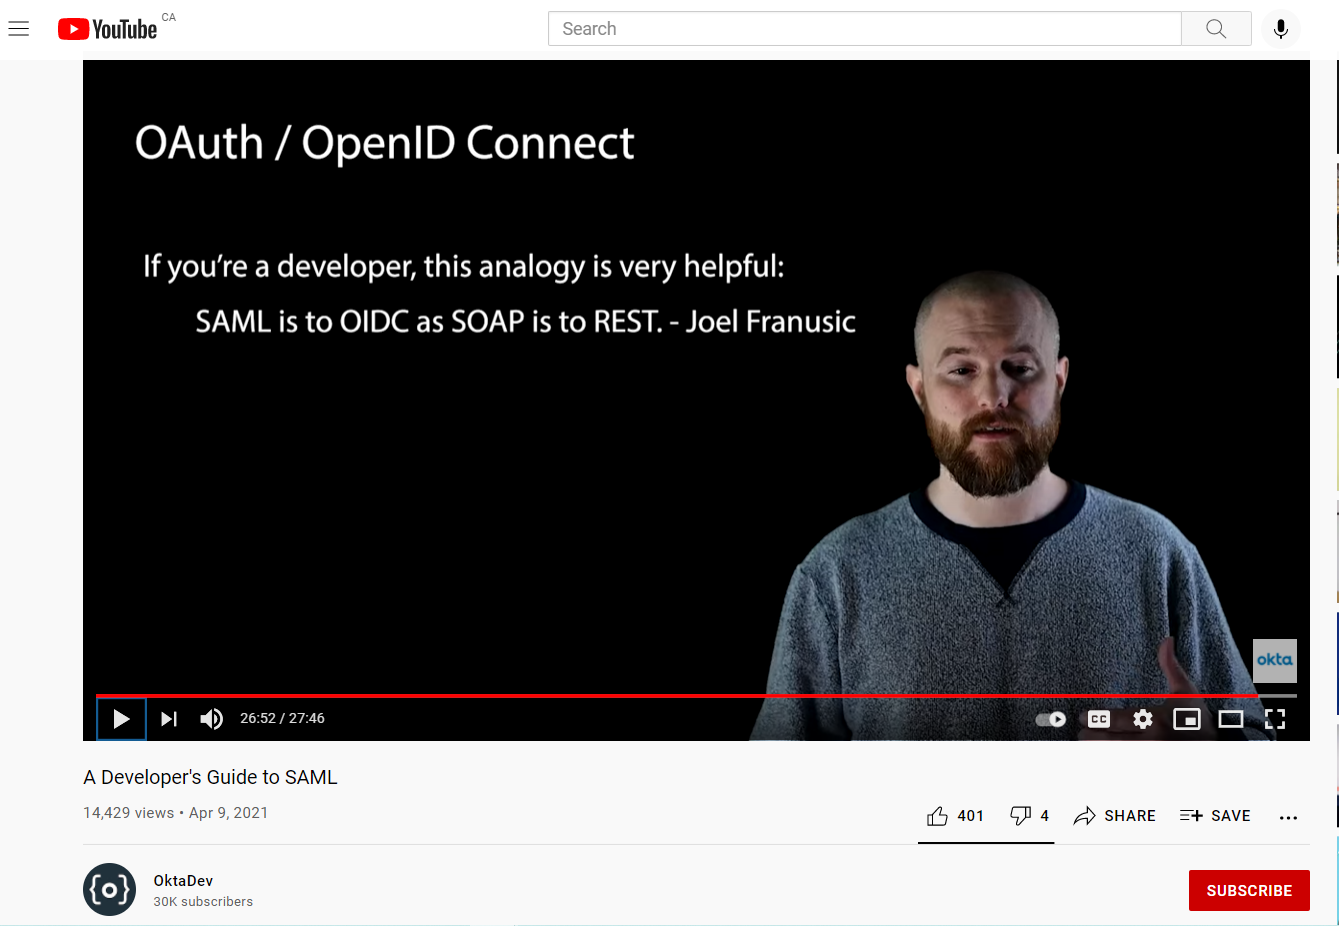 YouTube CA
Search
OAuth / OpenID Connect
If you're a developer, this analogy is very helpful:
SAML is to OIDC as SOAP is to REST. - Joel Franusic
okta
26:52 / 27:46
CC
A Developer's Guide to SAML
14,429 views • Apr 9, 2021
401
4
SHARE
SAVE
OktaDev
30K subscribers
SUBSCRIBE